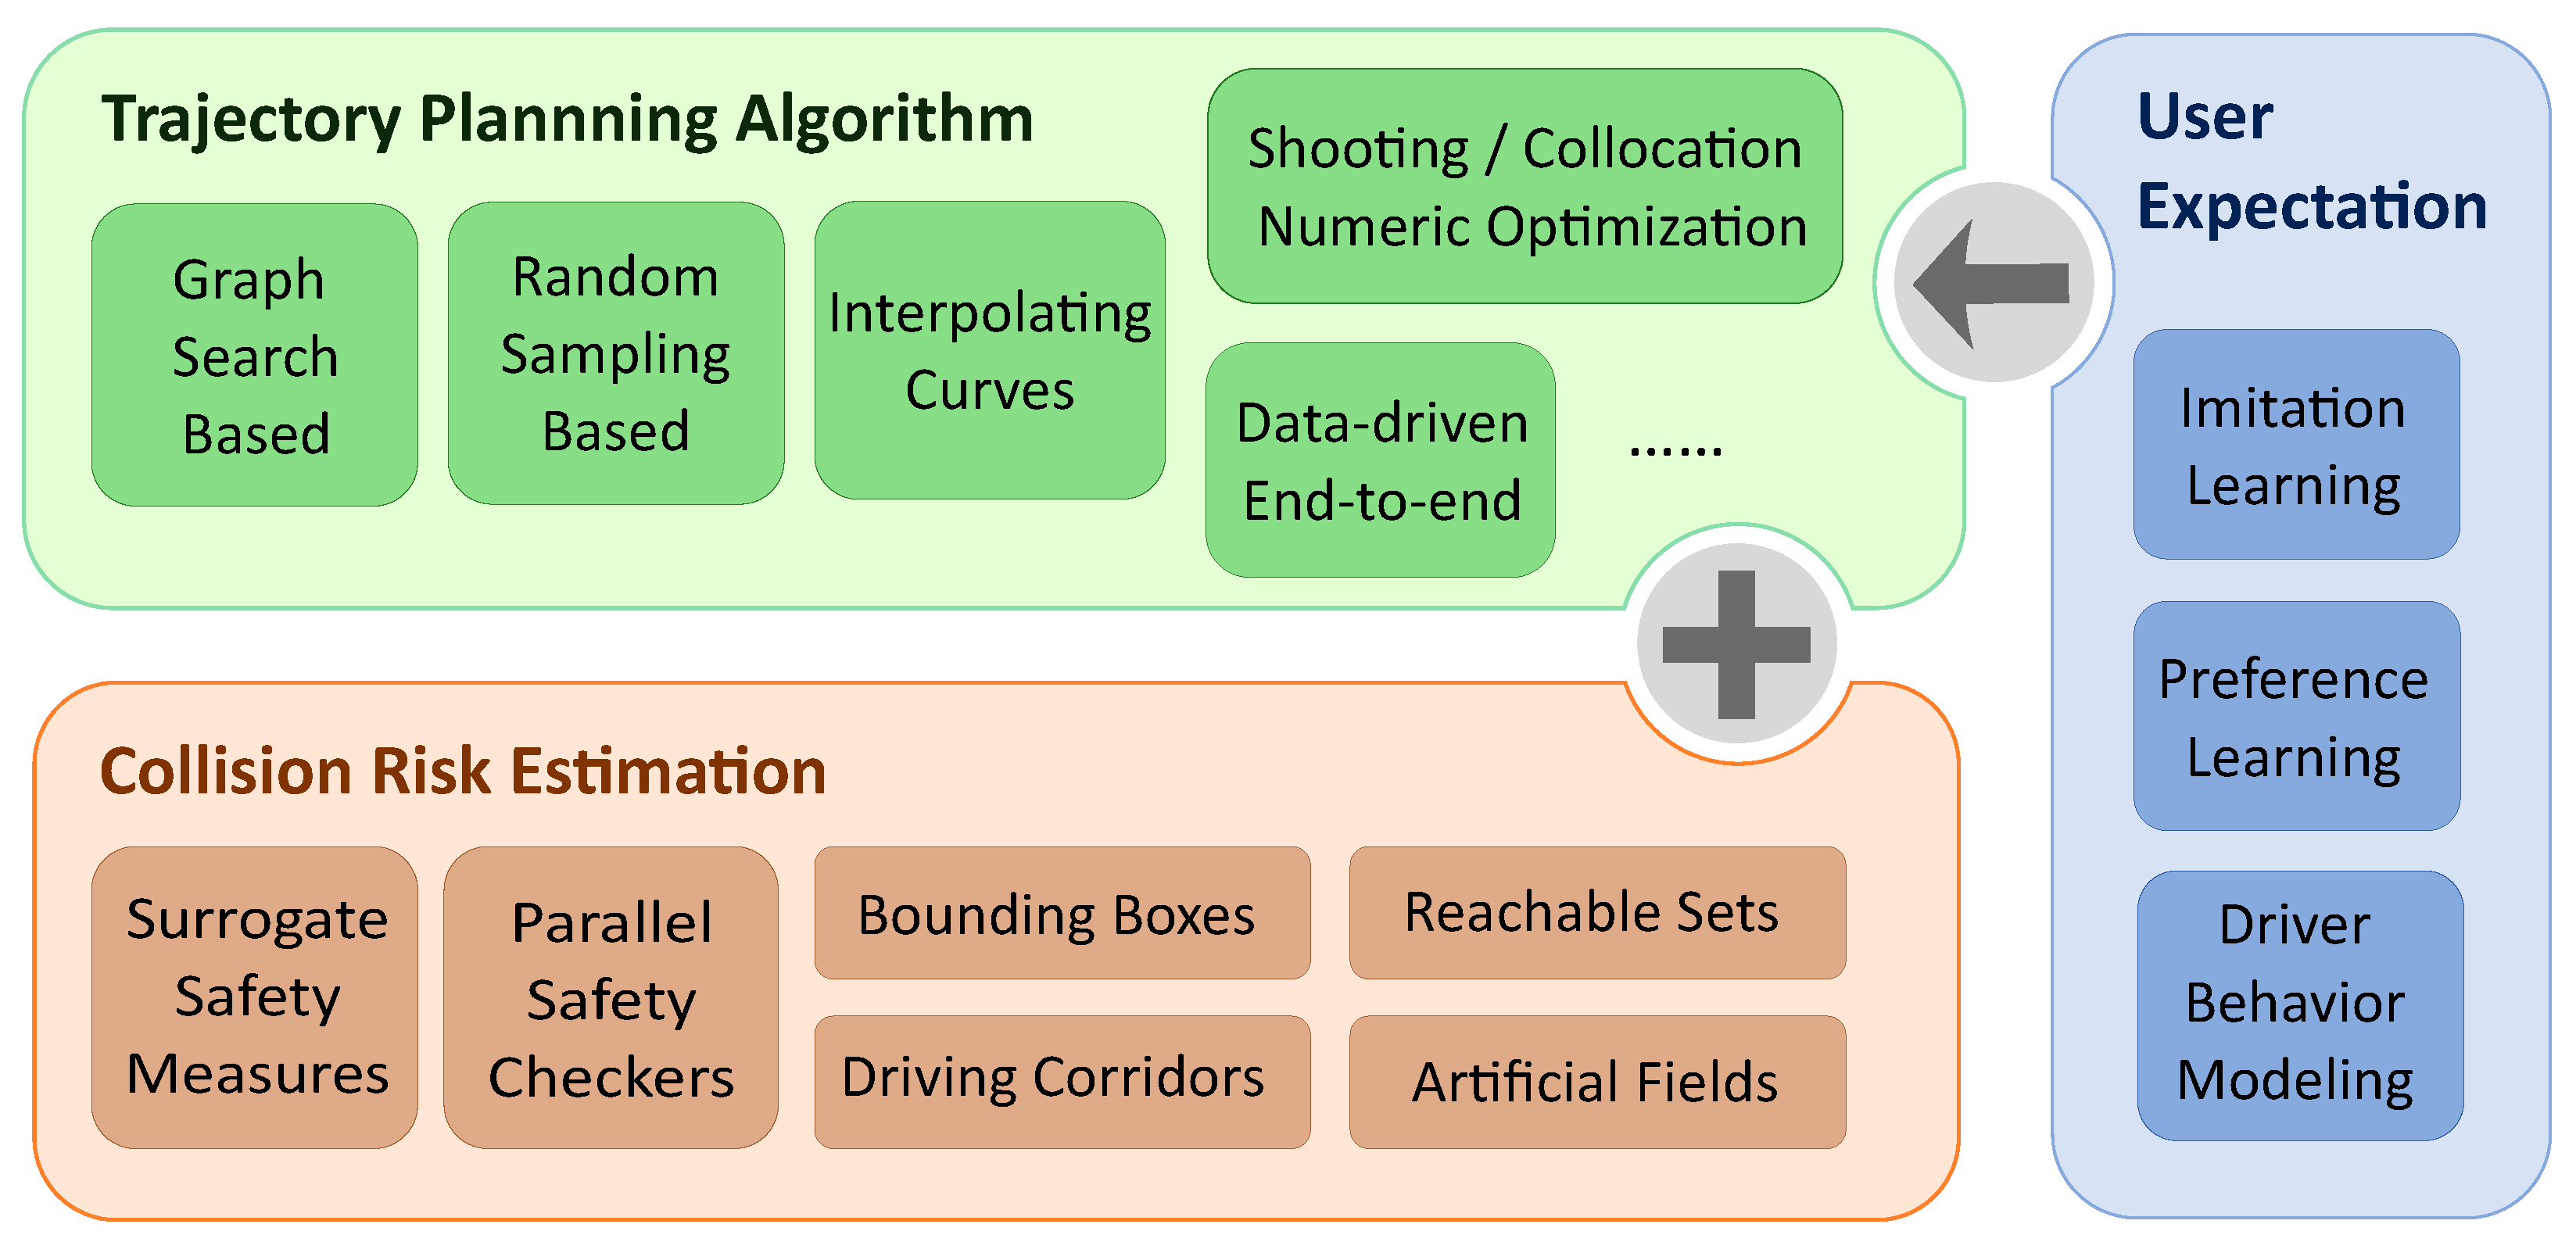 Trajectory Plannning Algorithm
Graph
Search
Based
Random
Sampling
Based
Interpolating
Curves
Shooting / Collocation
Numeric Optimization
Data-driven
End-to-end
......
Collision Risk Estimation
Surrogate
Safety
Measures
Parallel
Safety
Checkers
Bounding Boxes
Driving Corridors
Reachable Sets
Artificial Fields
User
Expectation
Imitation
Learning
Preference
Learning
Driver
Behavior
Modeling